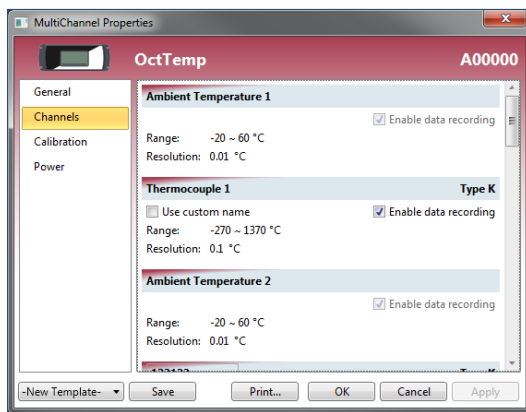 MultiChannel Properties
OctTemp A00000
General
Channels
Calibration
Power
Ambient Temperature 1
Enable data recording
Range: -20 ~ 60 °C
Resolution: 0.01 °C
Thermocouple 1 Type K
Use custom name Enable data recording
Range: -270 ~ 1370 °C
Resolution: 0.1 °C
Ambient Temperature 2
Enable data recording
Range: -20 ~ 60 °C
Resolution: 0.01 °C
-New Template- Save Print... OK Cancel Apply